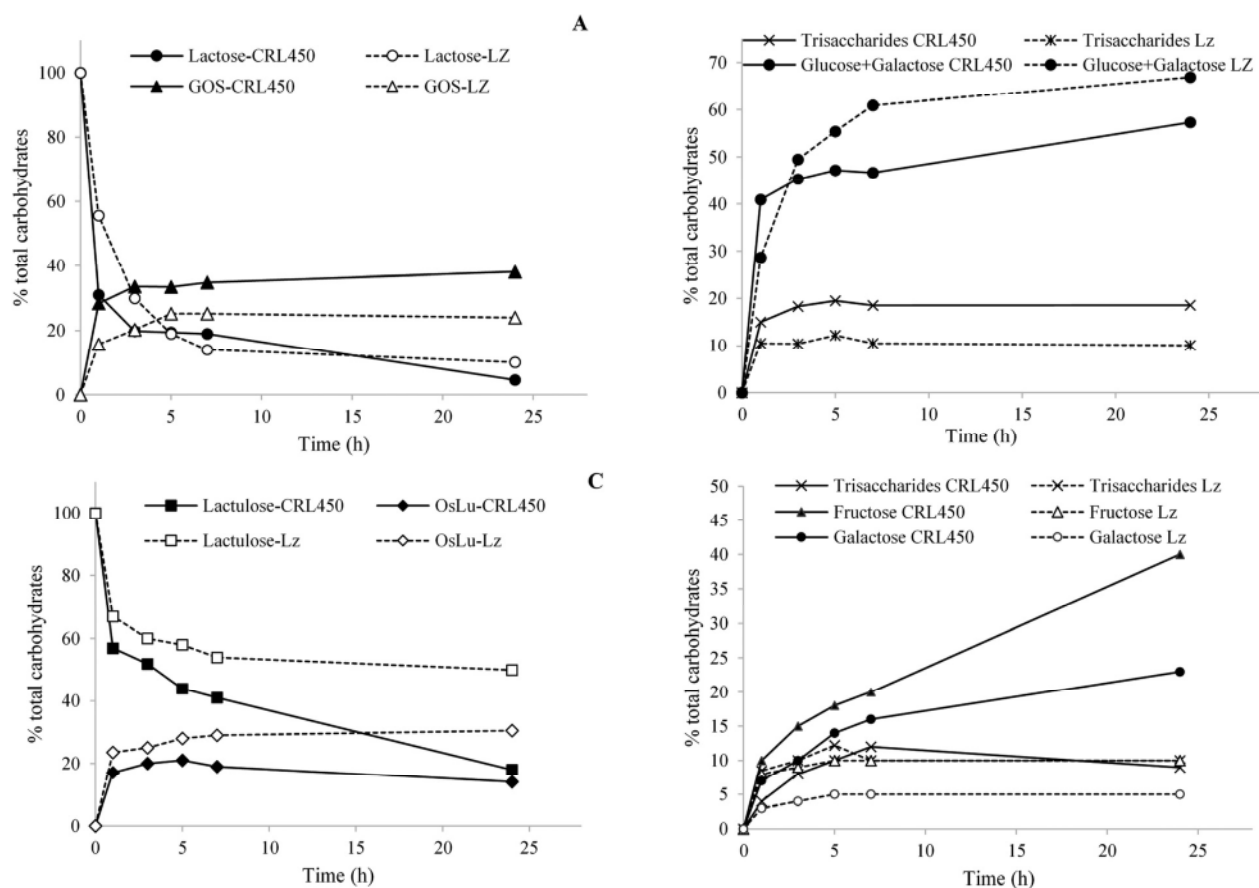 A
Lactose-CRL450 Lactose-LZ
GOS-CRL450 GOS-LZ
100
80
60
40
20
0
0 5 10 15 20 25
% total carbohydrates
Time (h)
Trisaccharides CRL450 Trisaccharides Lz
Glucose+Galactose CRL450 Glucose+Galactose LZ
70
60
50
40
30
20
10
0
0 5 10 15 20 25
% total carbohydrates
Time (h)
C
Lactulose-CRL450 OsLu-CRL450
Lactulose-Lz OsLu-Lz
100
80
60
40
20
0
0 5 10 15 20 25
% total carbohydrates
Time (h)
Trisaccharides CRL450 Trisaccharides Lz
Fructose CRL450 Fructose Lz
Galactose CRL450 Galactose Lz
50
45
40
35
30
25
20
15
10
5
0
0 5 10 15 20 25
% total carbohydrates
Time (h)